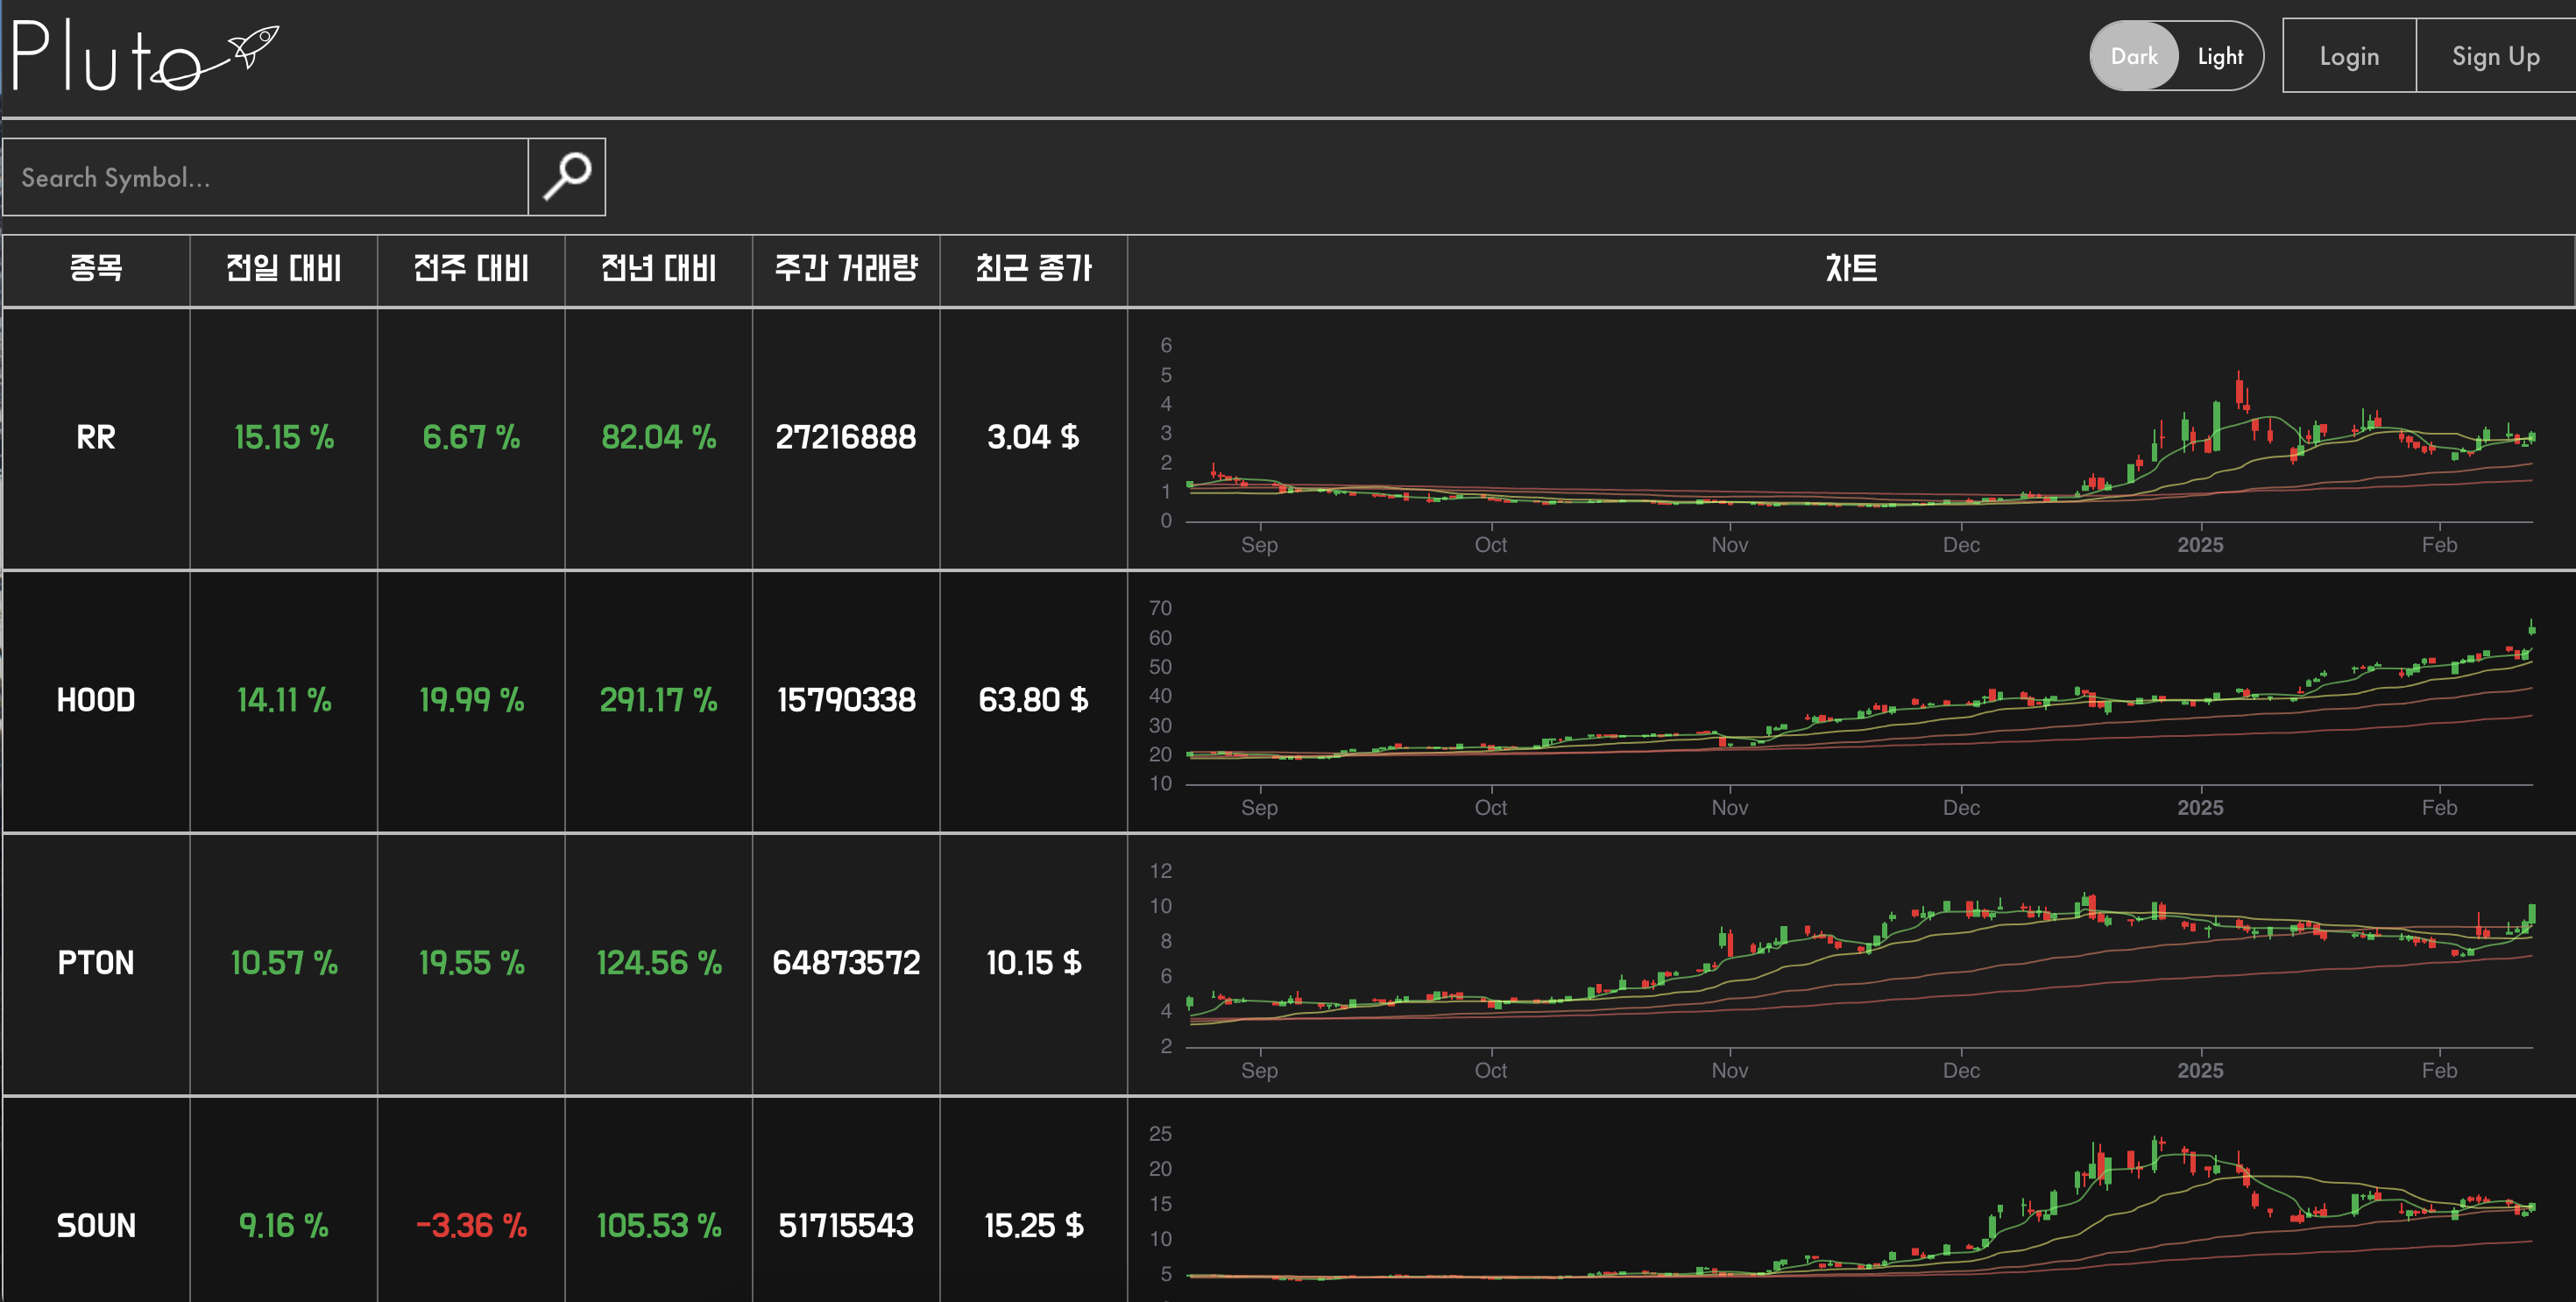 Pluto
Dark Light Login Sign Up
Search Symbol...
종목 전일 대비 전주 대비 전년 대비 주간 거래량 최근 종가 차트
RR 15.15 % 6.67 % 82.04 % 27216888 3.04 $
6
5
4
3
2
1
0
Sep Oct Nov Dec 2025 Feb
HOOD 14.11 % 19.99 % 291.17 % 15790338 63.80 $
70
60
50
40
30
20
10
Sep Oct Nov Dec 2025 Feb
PTON 10.57 % 19.55 % 124.56 % 64873572 10.15 $
12
10
8
6
4
2
Sep Oct Nov Dec 2025 Feb
SOUN 9.16 % -3.36 % 105.53 % 51715543 15.25 $
25
20
15
10
5